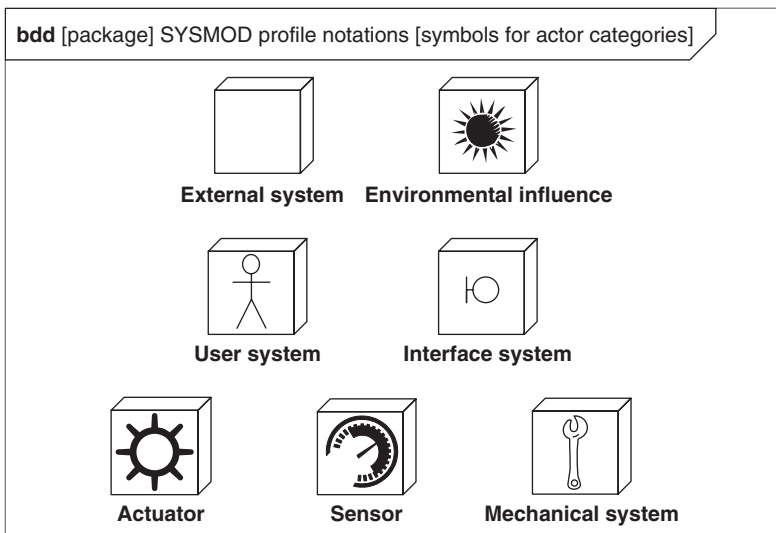 bdd [package] SYSMOD profile notations [symbols for actor categories]
External system
Environmental influence
User system
Interface system
Actuator
Sensor
Mechanical system